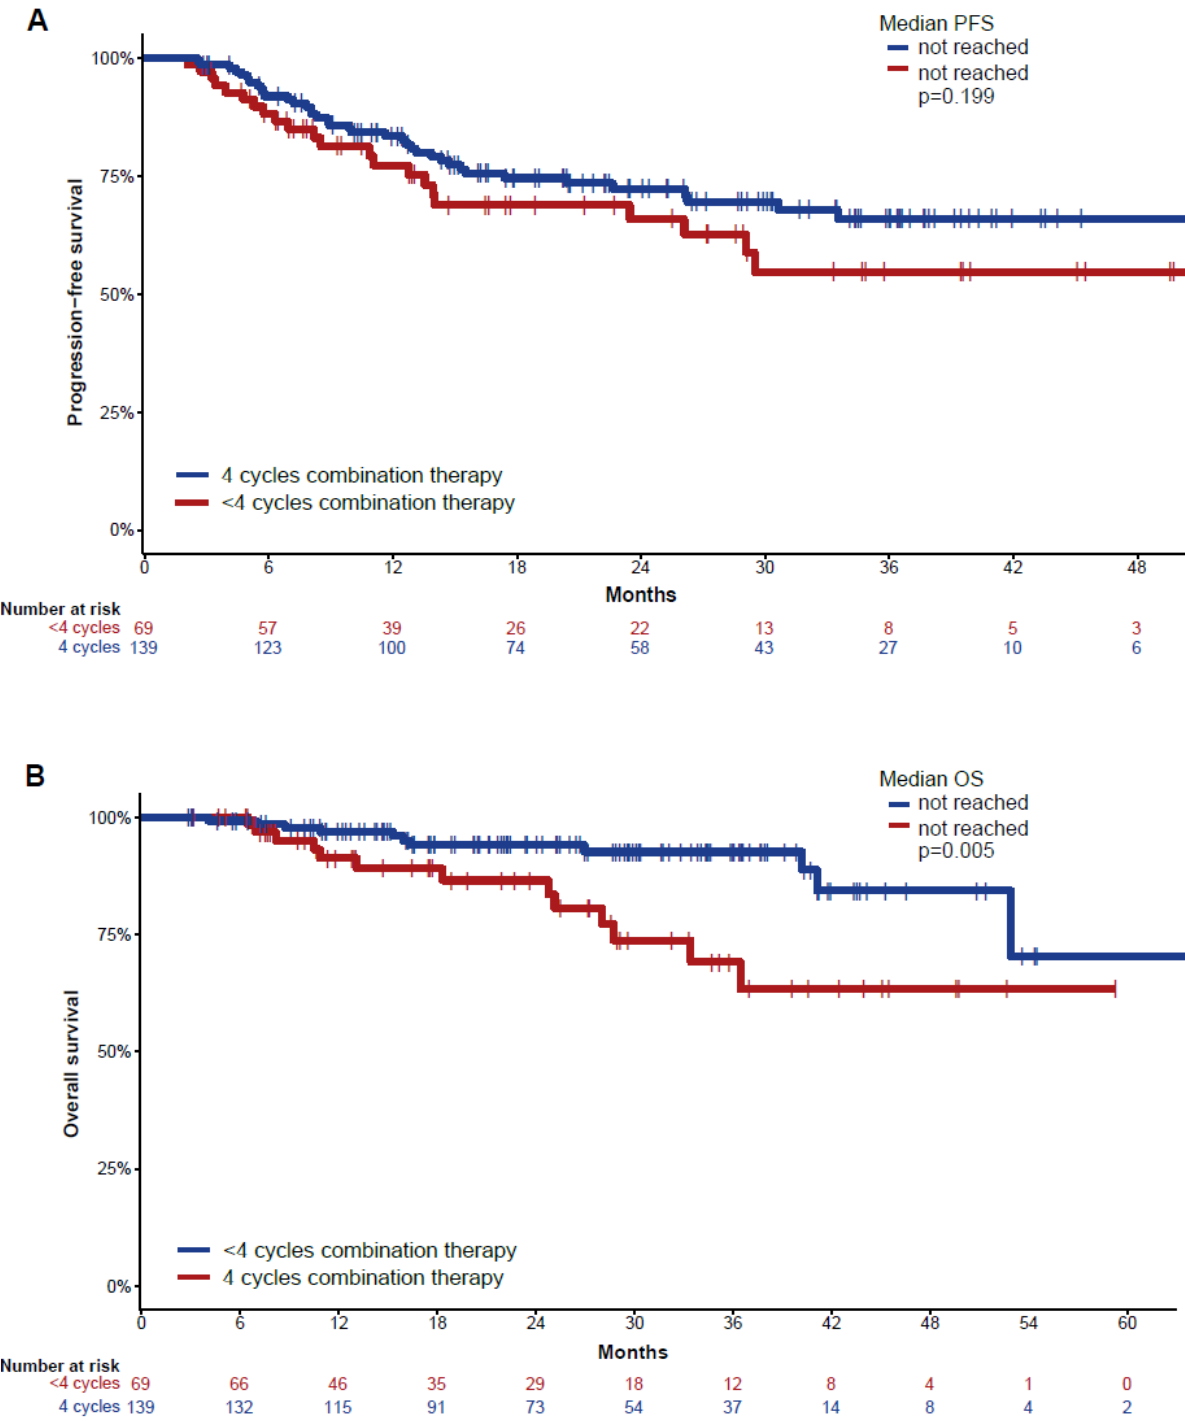 A
Median PFS
not reached
not reached
p=0.199
100%
75%
50%
25%
0%
Progression-free survival
4 cycles combination therapy
<4 cycles combination therapy
0 6 12 18 24 30 36 42 48
Months
Number at risk
<4 cycles 69 57 39 26 22 13 8 5 3
4 cycles 139 123 100 74 58 43 27 10 6
B
Median OS
not reached
not reached
p=0.005
100%
75%
50%
25%
0%
Overall survival
<4 cycles combination therapy
4 cycles combination therapy
0 6 12 18 24 30 36 42 48 54 60
Months
Number at risk
<4 cycles 69 66 46 35 29 18 12 8 4 1 0
4 cycles 139 132 115 91 73 54 37 14 8 4 2